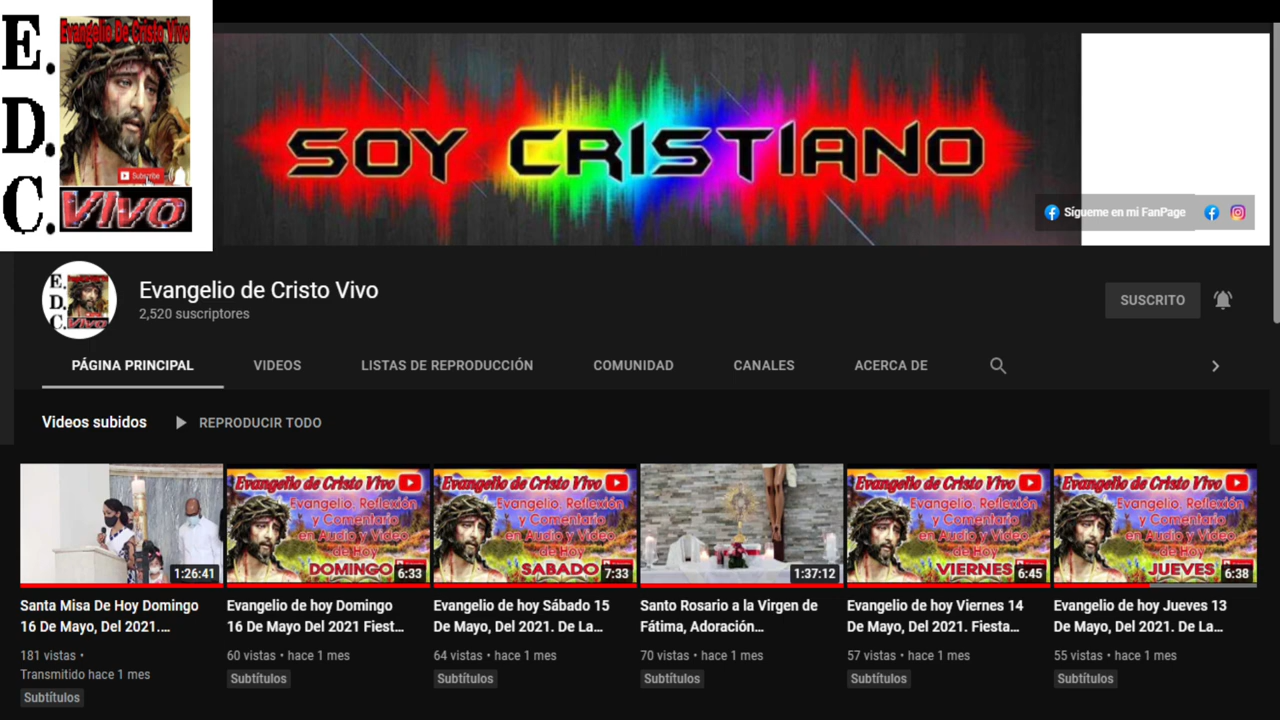 E.
D.
C.
Evangelio De Cristo Vivo
Subscribe
Vivo
SOY CRISTIANO
Sígueme en mi FanPage
E.
D.
C.
Vivo
Evangelio de Cristo Vivo
2,520 suscriptores
SUSCRITO
PÁGINA PRINCIPAL VIDEOS LISTAS DE REPRODUCCIÓN COMUNIDAD CANALES ACERCA DE
Videos subidos REPRODUCIR TODO
1:26:41
Santa Misa De Hoy Domingo
16 De Mayo, Del 2021....
181 vistas •
Transmitido hace 1 mes
Subtítulos
Evangelio de Cristo Vivo
Evangelio, Reflexión
y Comentario
en Audio y Video
de Hoy
DOMINGO 6:33
Evangelio de hoy Domingo
16 De Mayo Del 2021 Fiest...
60 vistas • hace 1 mes
Subtítulos
Evangelio de Cristo Vivo
Evangelio, Reflexión
y Comentario
en Audio y Video
de Hoy
SABADO 7:33
Evangelio de hoy Sábado 15
De Mayo, Del 2021. De La...
64 vistas • hace 1 mes
Subtítulos
1:37:12
Santo Rosario a la Virgen de
Fátima, Adoración...
70 vistas • hace 1 mes
Subtítulos
Evangelio de Cristo Vivo
Evangelio, Reflexión
y Comentario
en Audio y Video
de Hoy
VIERNES 6:45
Evangelio de hoy Viernes 14
De Mayo, Del 2021. Fiesta...
57 vistas • hace 1 mes
Subtítulos
Evangelio de Cristo Vivo
Evangelio, Reflexión
y Comentario
en Audio y Video
de Hoy
JUEVES 6:38
Evangelio de hoy Jueves 13
De Mayo, Del 2021. De La...
55 vistas • hace 1 mes
Subtítulos